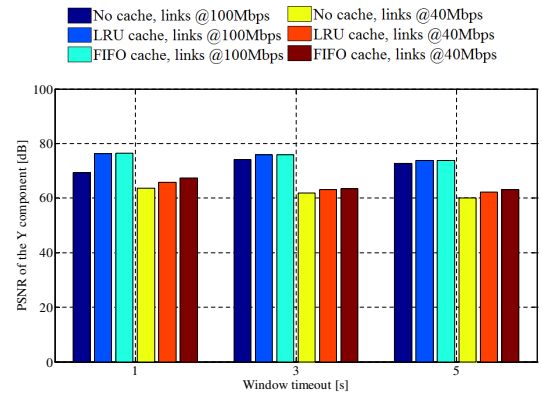 No cache, links @100Mbps No cache, links @40Mbps
LRU cache, links @100Mbps LRU cache, links @40Mbps
FIFO cache, links @100Mbps FIFO cache, links @40Mbps
100
80
60
40
20
0
PSNR of the Y component [dB]
1 3 5
Window timeout [s]